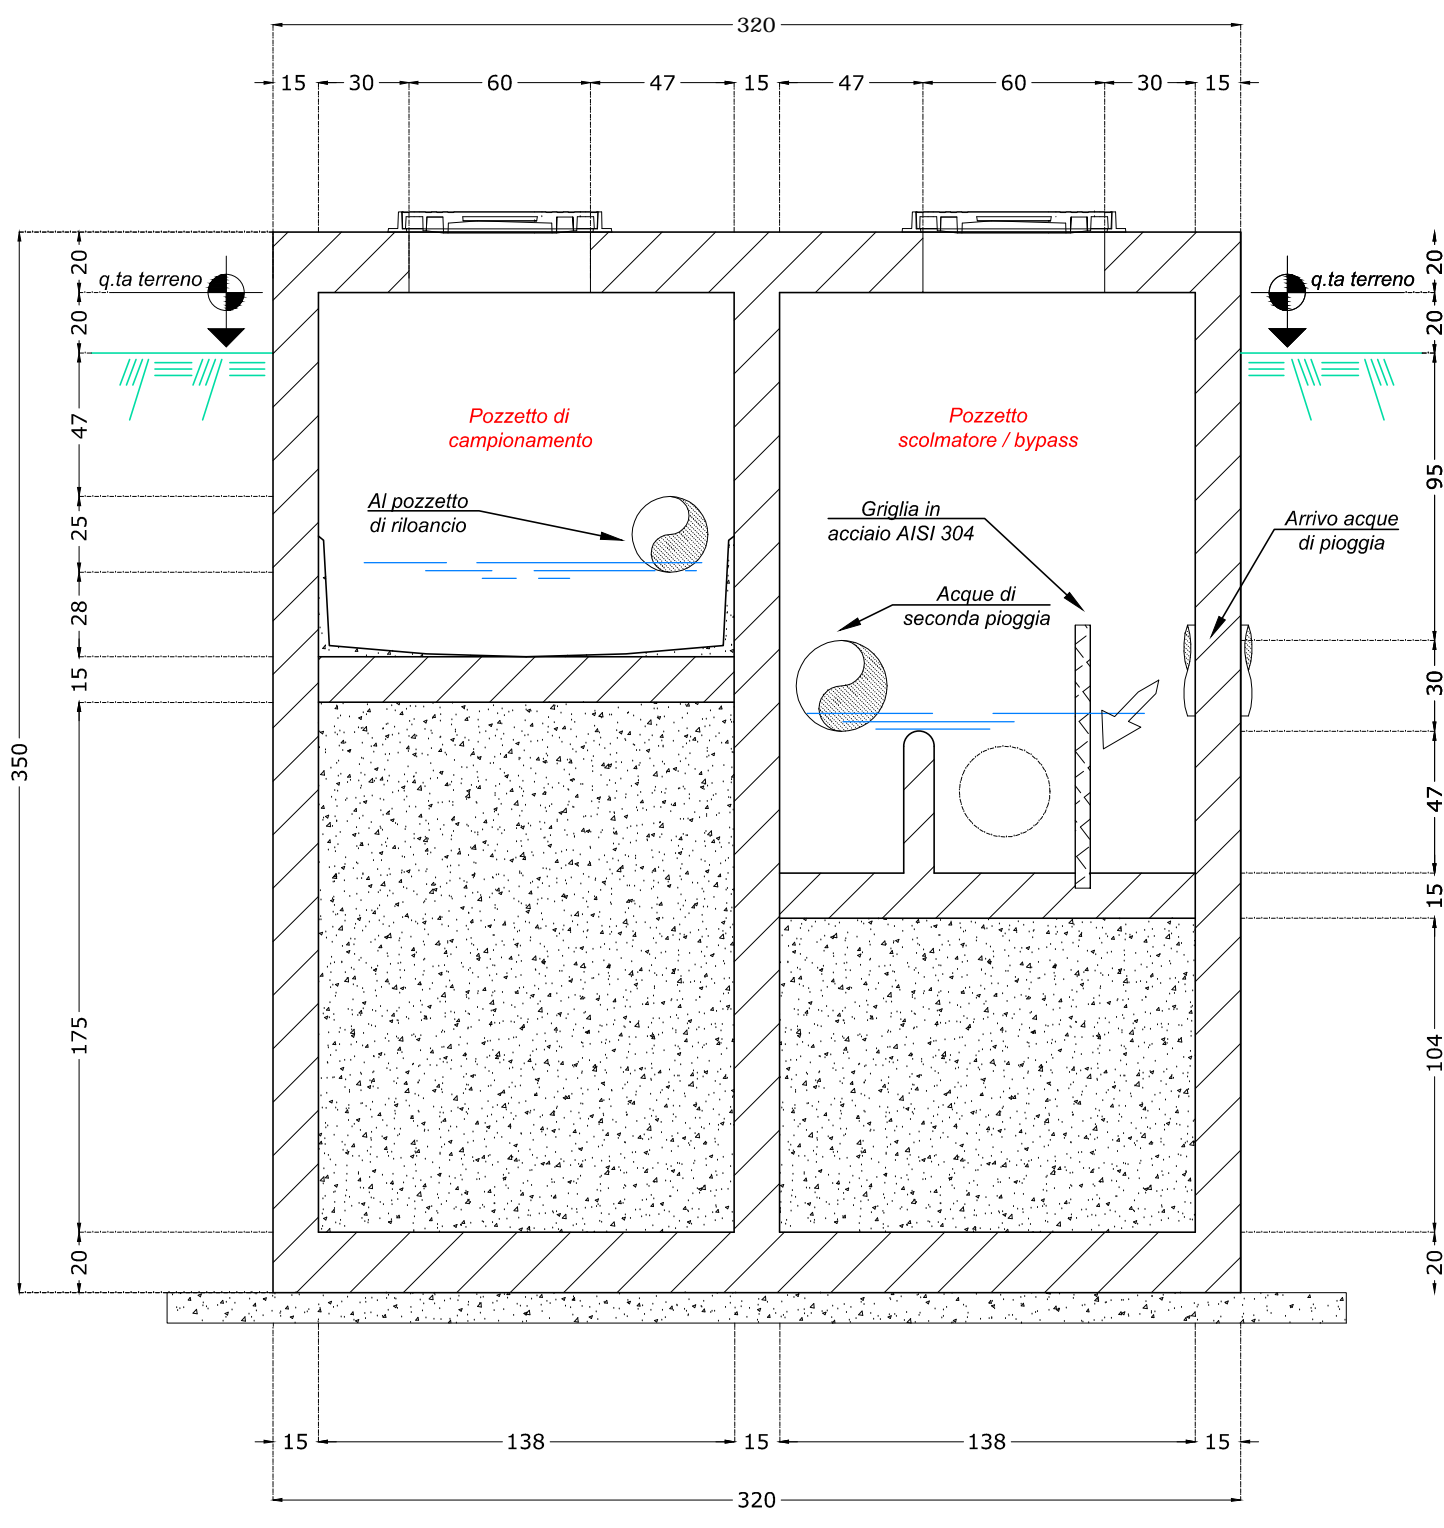 320
15 30 60 47 15 47 60 30 15
20
20
q.ta terreno
q.ta terreno
20
20
Pozzetto di
campionamento
Pozzetto
scolmatore / bypass
47
95
Al pozzetto
di riloancio
Griglia in
acciaio AISI 304
Arrivo acque
di pioggia
25
Acque di
seconda pioggia
28
15
30
350
47
15
175
104
20
20
15 138 15 138 15
320